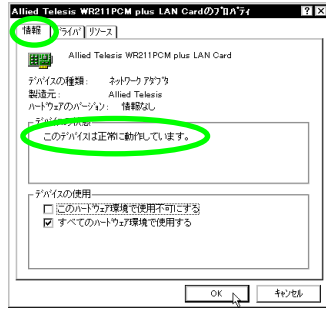 Allied Telesis WR211PCM plus LAN Cardのﾌﾟﾛﾊﾟﾃｨ
情報 ﾄﾞﾗｲﾊﾞ ﾘｿｰｽ
Allied Telesis WR211PCM plus LAN Card
ﾃﾞﾊﾞｲｽの種類： ﾈｯﾄﾜｰｸ ｱﾀﾞﾌﾟﾀ
製造元： Allied Telesis
ﾊｰﾄﾞｳｪｱのﾊﾞｰｼﾞｮﾝ： 情報なし
ﾃﾞﾊﾞｲｽの状態
このﾃﾞﾊﾞｲｽは正常に動作しています。
ﾃﾞﾊﾞｲｽの使用
このﾊｰﾄﾞｳｪｱ環境で使用不可にする
すべてのﾊｰﾄﾞｳｪｱ環境で使用する
OK ｷｬﾝｾﾙ